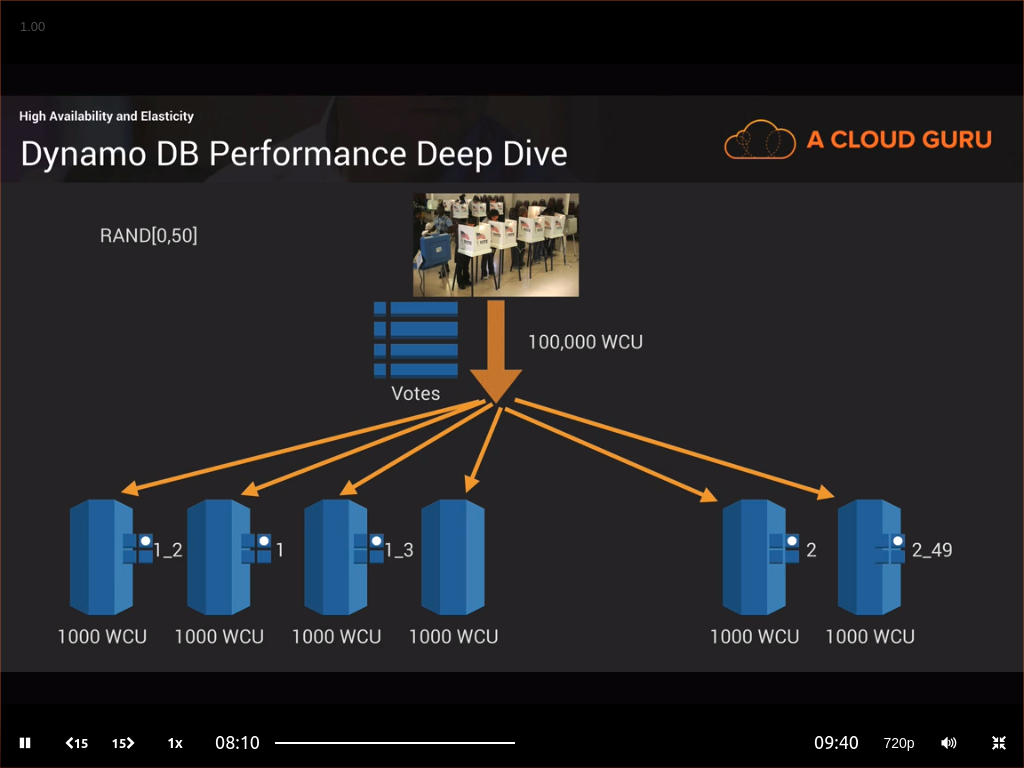 1.00
High Availability and Elasticity
Dynamo DB Performance Deep Dive
A CLOUD GURU
RAND[0,50]
100,000 WCU
Votes
1_2
1
1_3
2
2_49
1000 WCU
1000 WCU
1000 WCU
1000 WCU
1000 WCU
1000 WCU
15
15
1x
08:10
09:40
720p